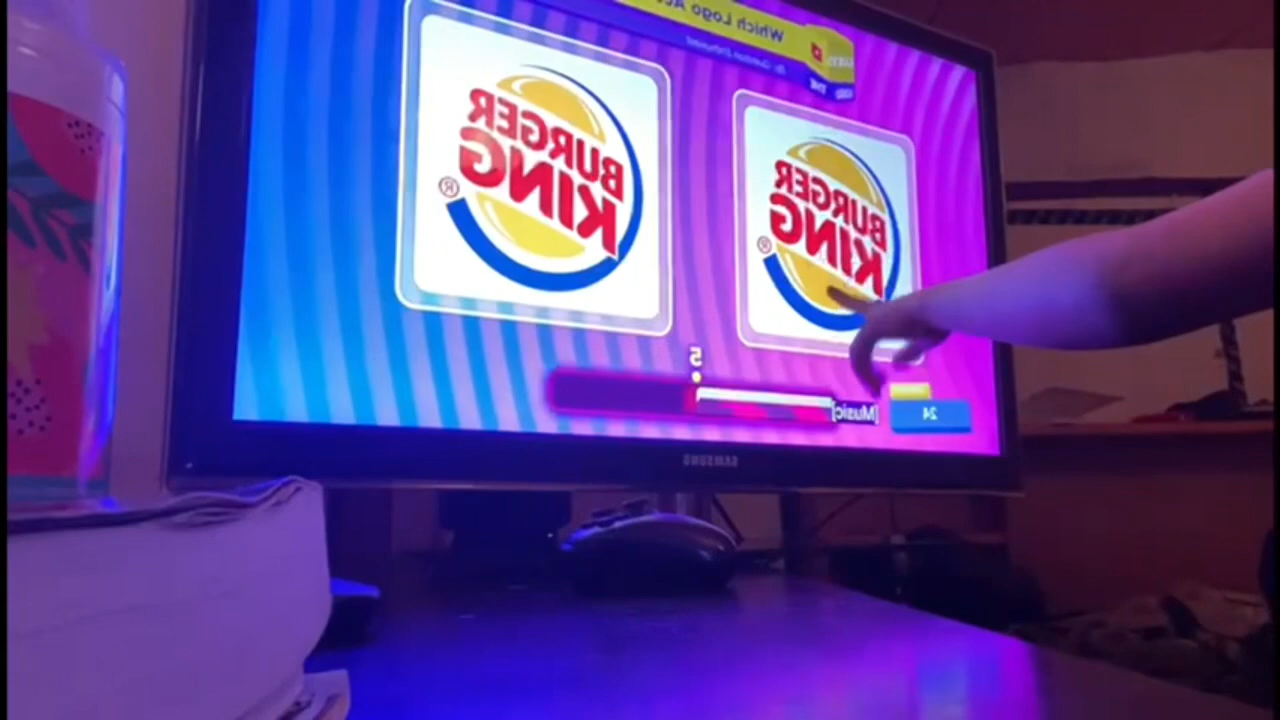 Which Logo
BURGER
KING
®
BURGER
KING
®
5
[Music]
24
SAMSUNG